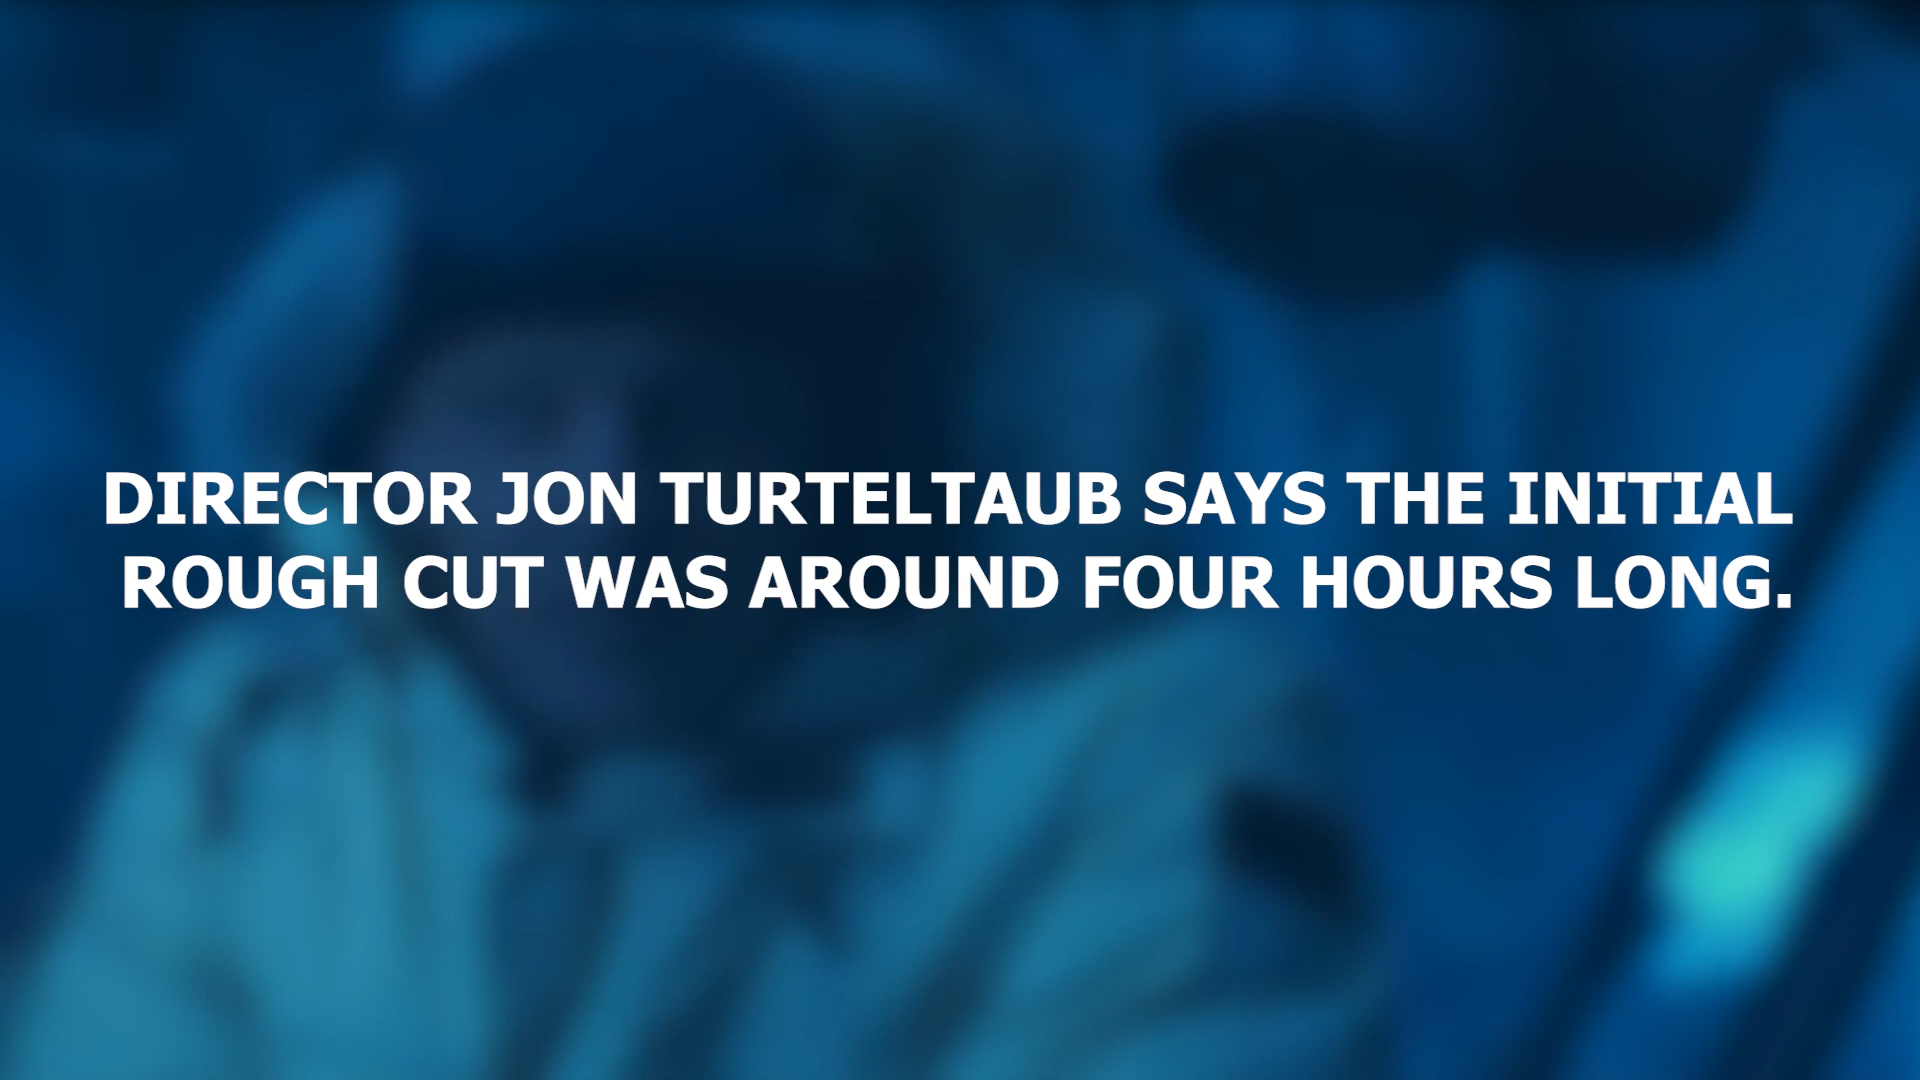 DIRECTOR JON TURTELTAUB SAYS THE INITIAL
ROUGH CUT WAS AROUND FOUR HOURS LONG.